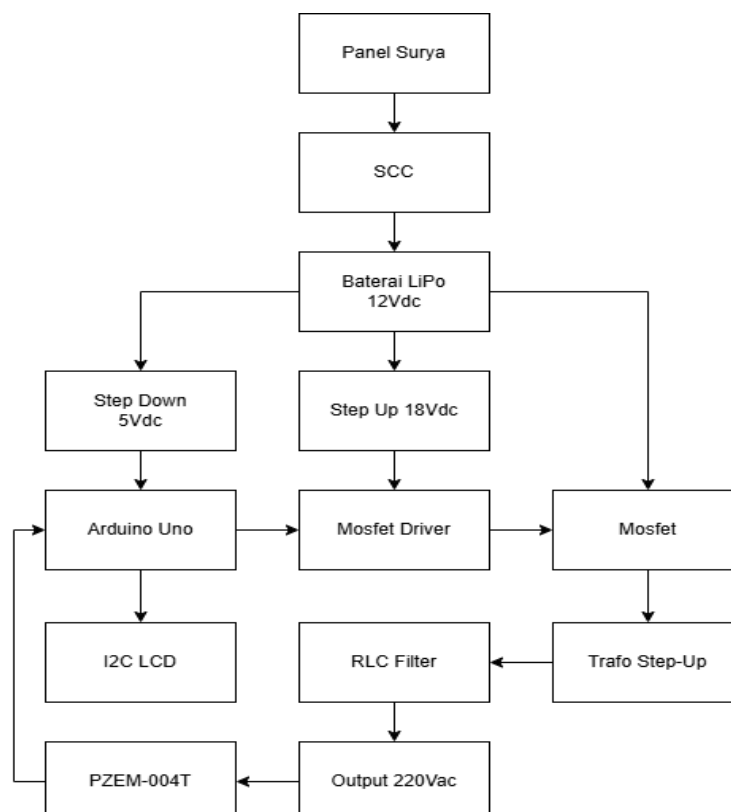 Panel Surya
SCC
Baterai LiPo
12Vdc
Step Down
5Vdc
Step Up 18Vdc
Arduino Uno
Mosfet Driver
Mosfet
I2C LCD
RLC Filter
Trafo Step-Up
PZEM-004T
Output 220Vac